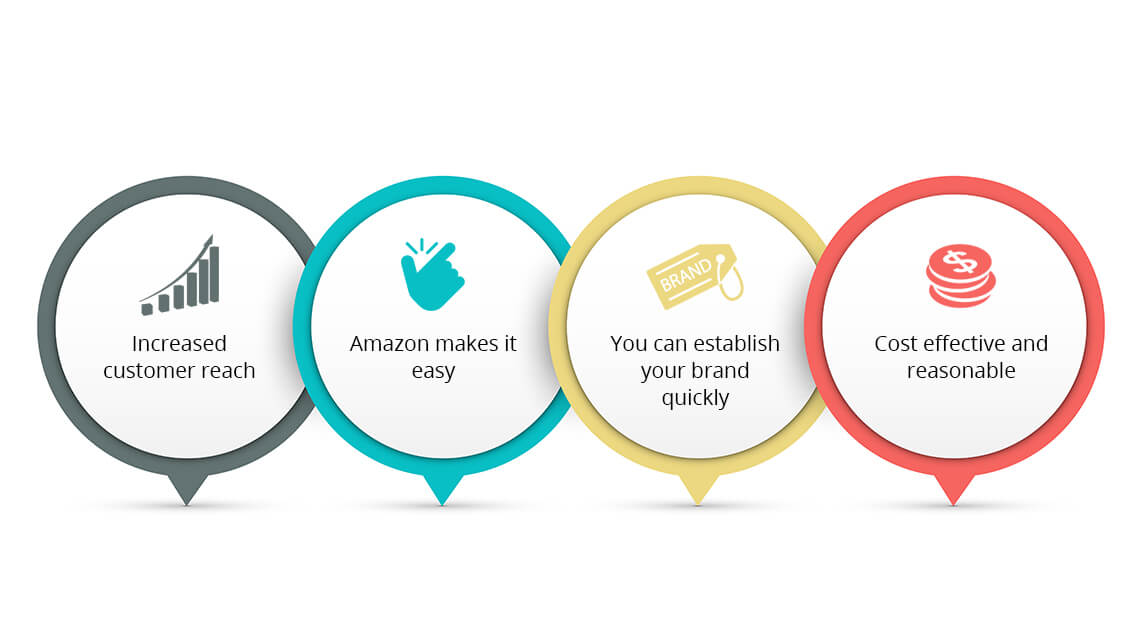 Increased
customer reach
Amazon makes it
easy
BRAND
You can establish
your brand
quickly
$
Cost effective and
reasonable